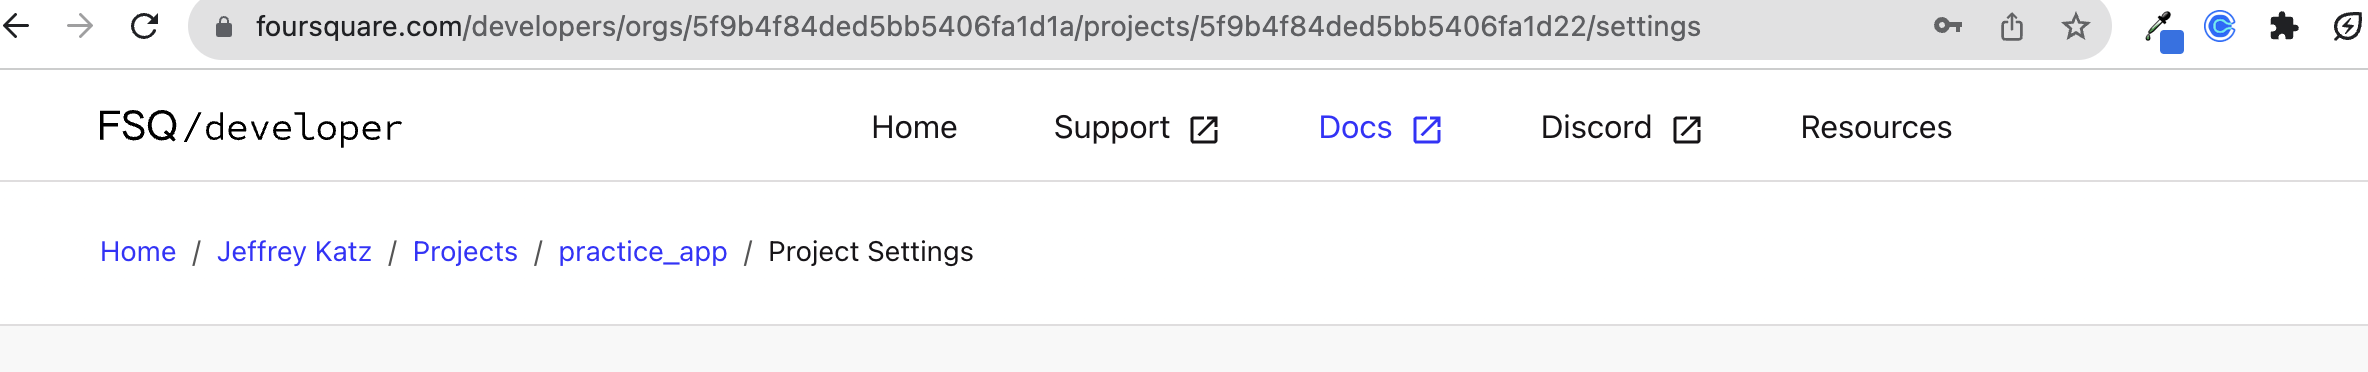 foursquare.com/developers/orgs/5f9b4f84ded5bb5406fa1d1a/projects/5f9b4f84ded5bb5406fa1d22/settings
FSQ/developer Home Support Docs Discord Resources
Home / Jeffrey Katz / Projects / practice_app / Project Settings